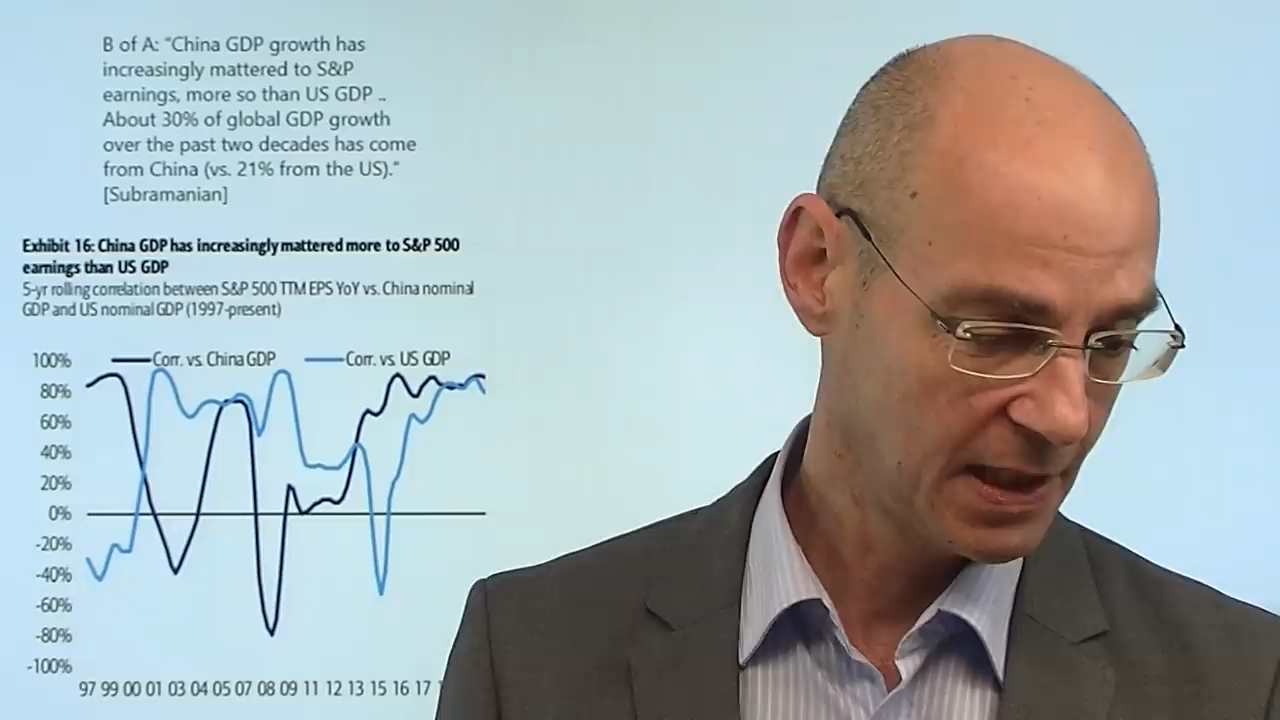 B of A: “China GDP growth has
increasingly mattered to S&P
earnings, more so than US GDP ..
About 30% of global GDP growth
over the past two decades has come
from China (vs. 21% from the US).”
[Subramanian]
Exhibit 16: China GDP has increasingly mattered more to S&P 500
earnings than US GDP
5-yr rolling correlation between S&P 500 TTM EPS YoY vs. China nominal
GDP and US nominal GDP (1997-present)
Corr. vs. China GDP Corr. vs. US GDP
100%
80%
60%
40%
20%
0%
-20%
-40%
-60%
-80%
-100%
97 99 00 01 03 04 05 07 08 09 11 12 13 15 16 17